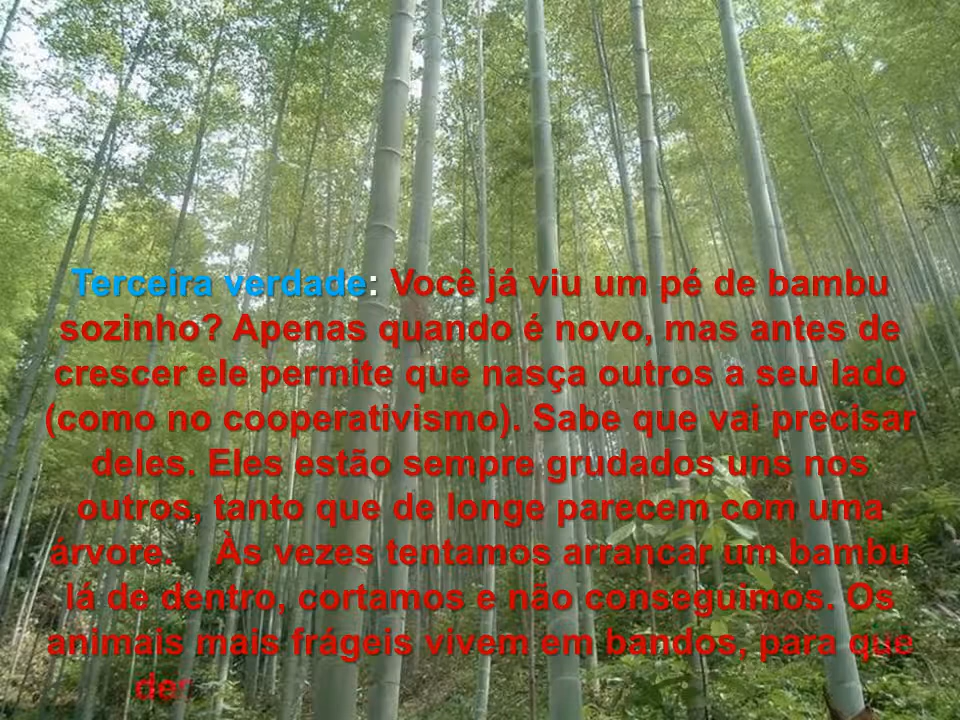 Terceira verdade: Você já viu um pé de bambu
sozinho? Apenas quando é novo, mas antes de
crescer ele permite que nasça outros a seu lado
(como no cooperativismo). Sabe que vai precisar
deles. Eles estão sempre grudados uns nos
outros, tanto que de longe parecem com uma
árvore. Às vezes tentamos arrancar um bambu
lá de dentro, cortamos e não conseguimos. Os
animais mais frágeis vivem em bandos, para que